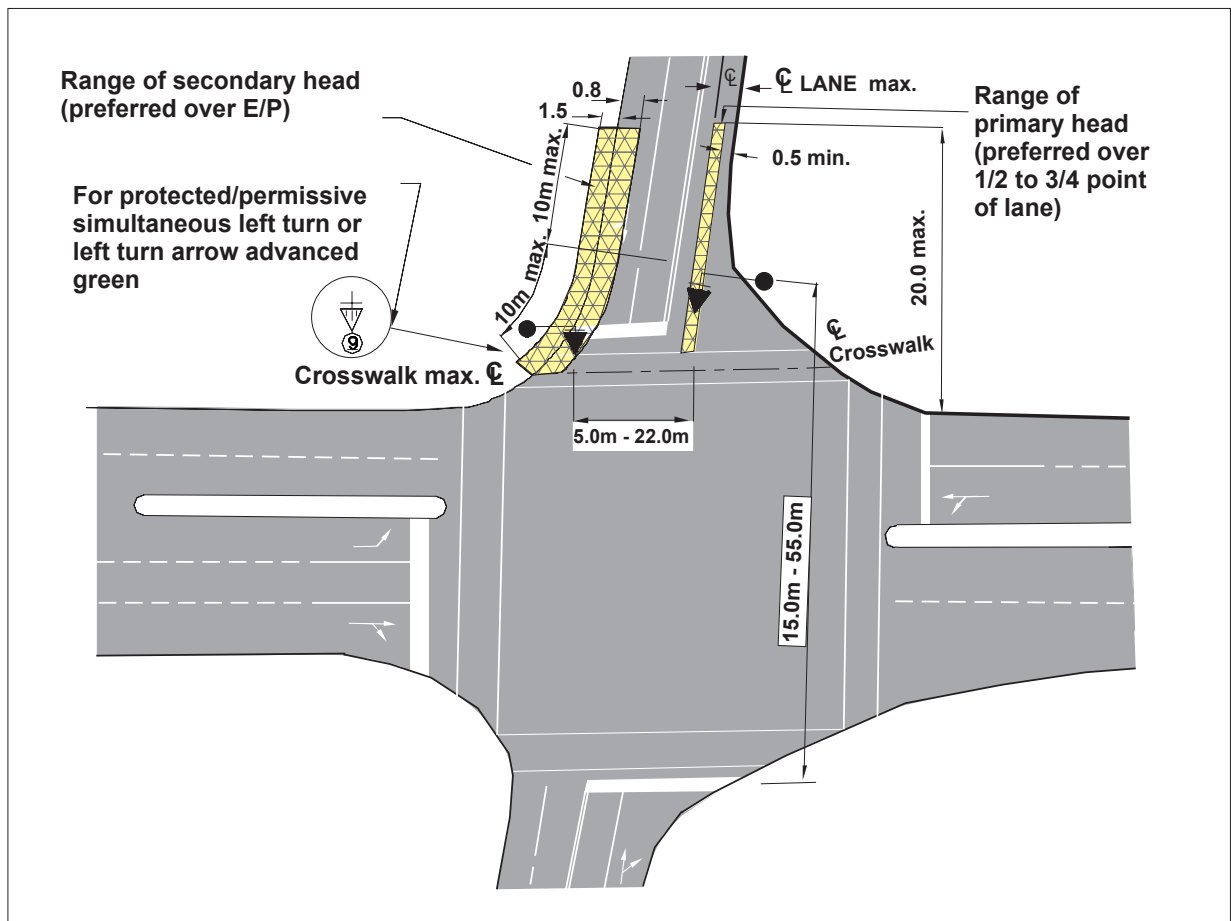 Range of secondary head
(preferred over E/P)
0.8
1.5
10m max.
10m max.
℄
℄ LANE max.
Range of
primary head
(preferred over
1/2 to 3/4 point
of lane)
0.5 min.
20.0 max.
For protected/permissive
simultaneous left turn or
left turn arrow advanced
green
g
Crosswalk max. ℄
℄
Crosswalk
5.0m - 22.0m
15.0m - 55.0m